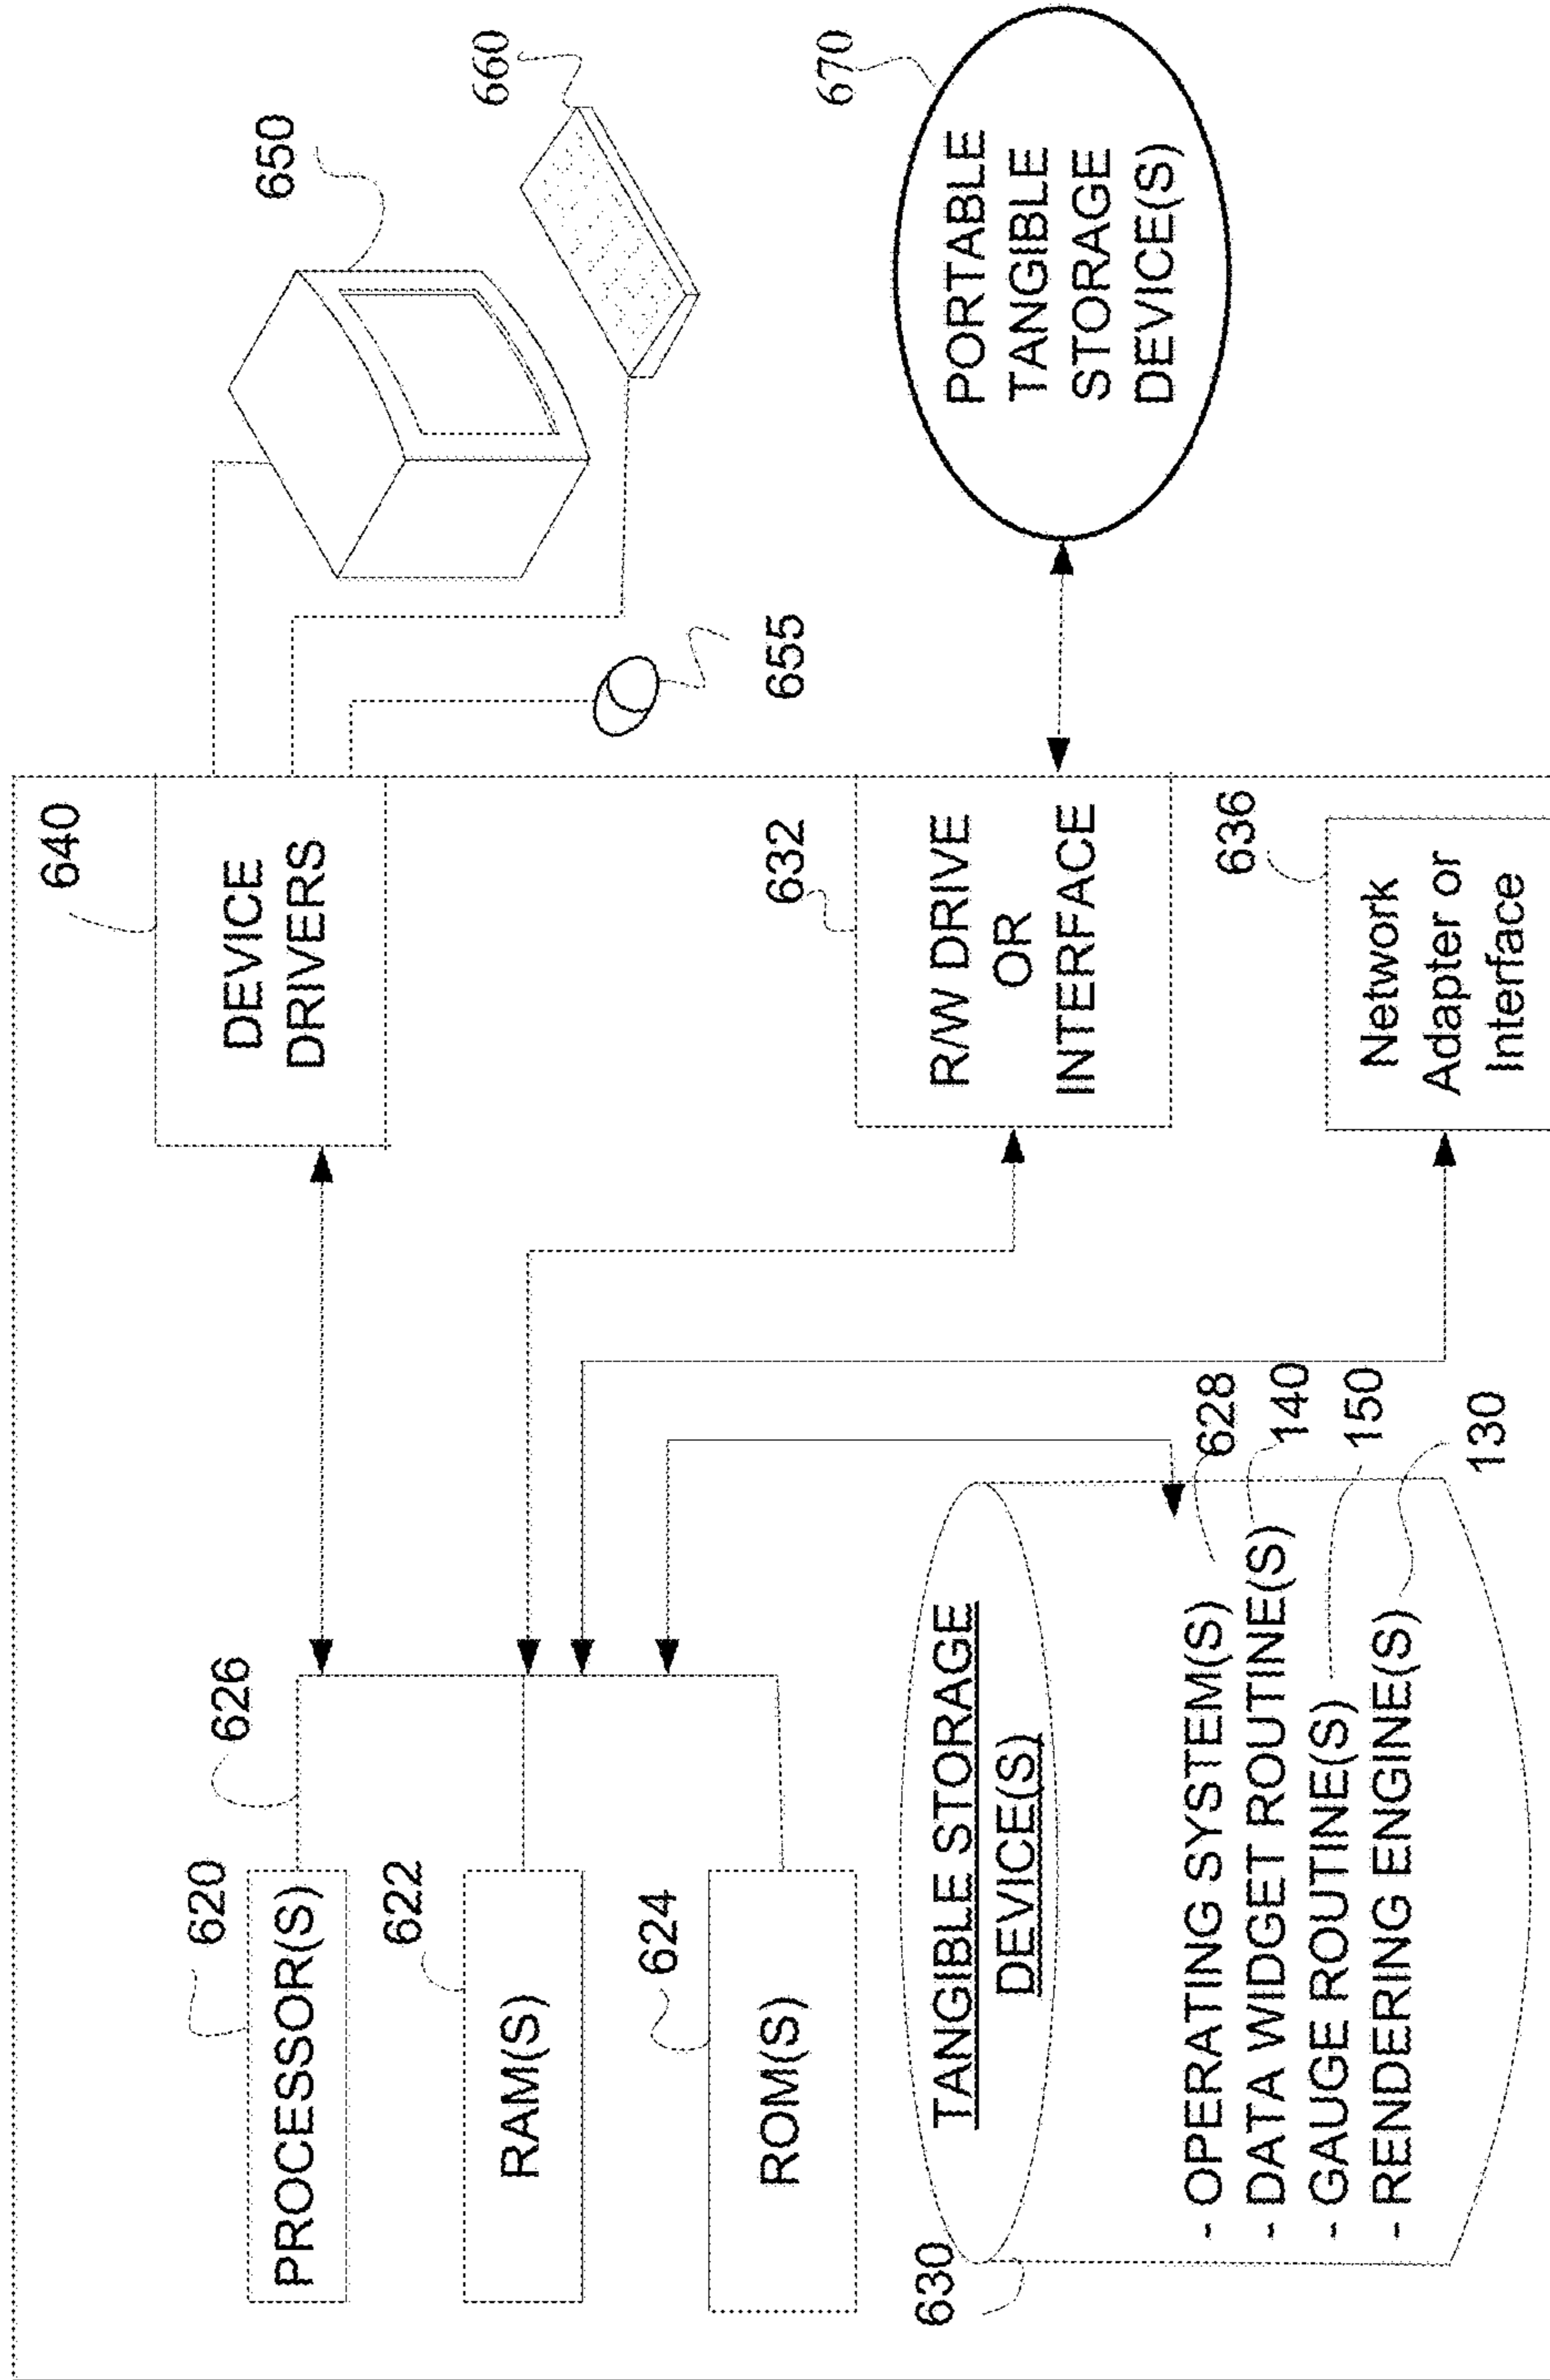 620
PROCESSOR(S)
626
622
RAM(S)
624
ROM(S)
630
TANGIBLE STORAGE
DEVICE(S)
- OPERATING SYSTEM(S)
628
- DATA WIDGET ROUTINE(S)
140
- GAUGE ROUTINE(S)
150
- RENDERING ENGINE(S)
130
640
DEVICE
DRIVERS
632
R/W DRIVE
OR
INTERFACE
636
Network
Adapter or
Interface
650
660
655
670
PORTABLE
TANGIBLE
STORAGE
DEVICE(S)